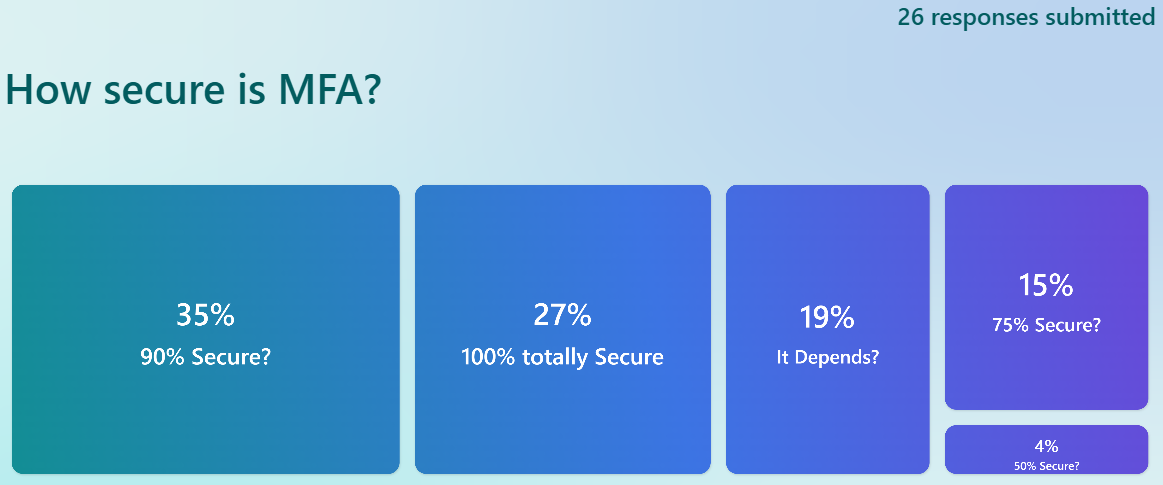 26 responses submitted
How secure is MFA?
35%
90% Secure?
27%
100% totally Secure
19%
It Depends?
15%
75% Secure?
4%
50% Secure?